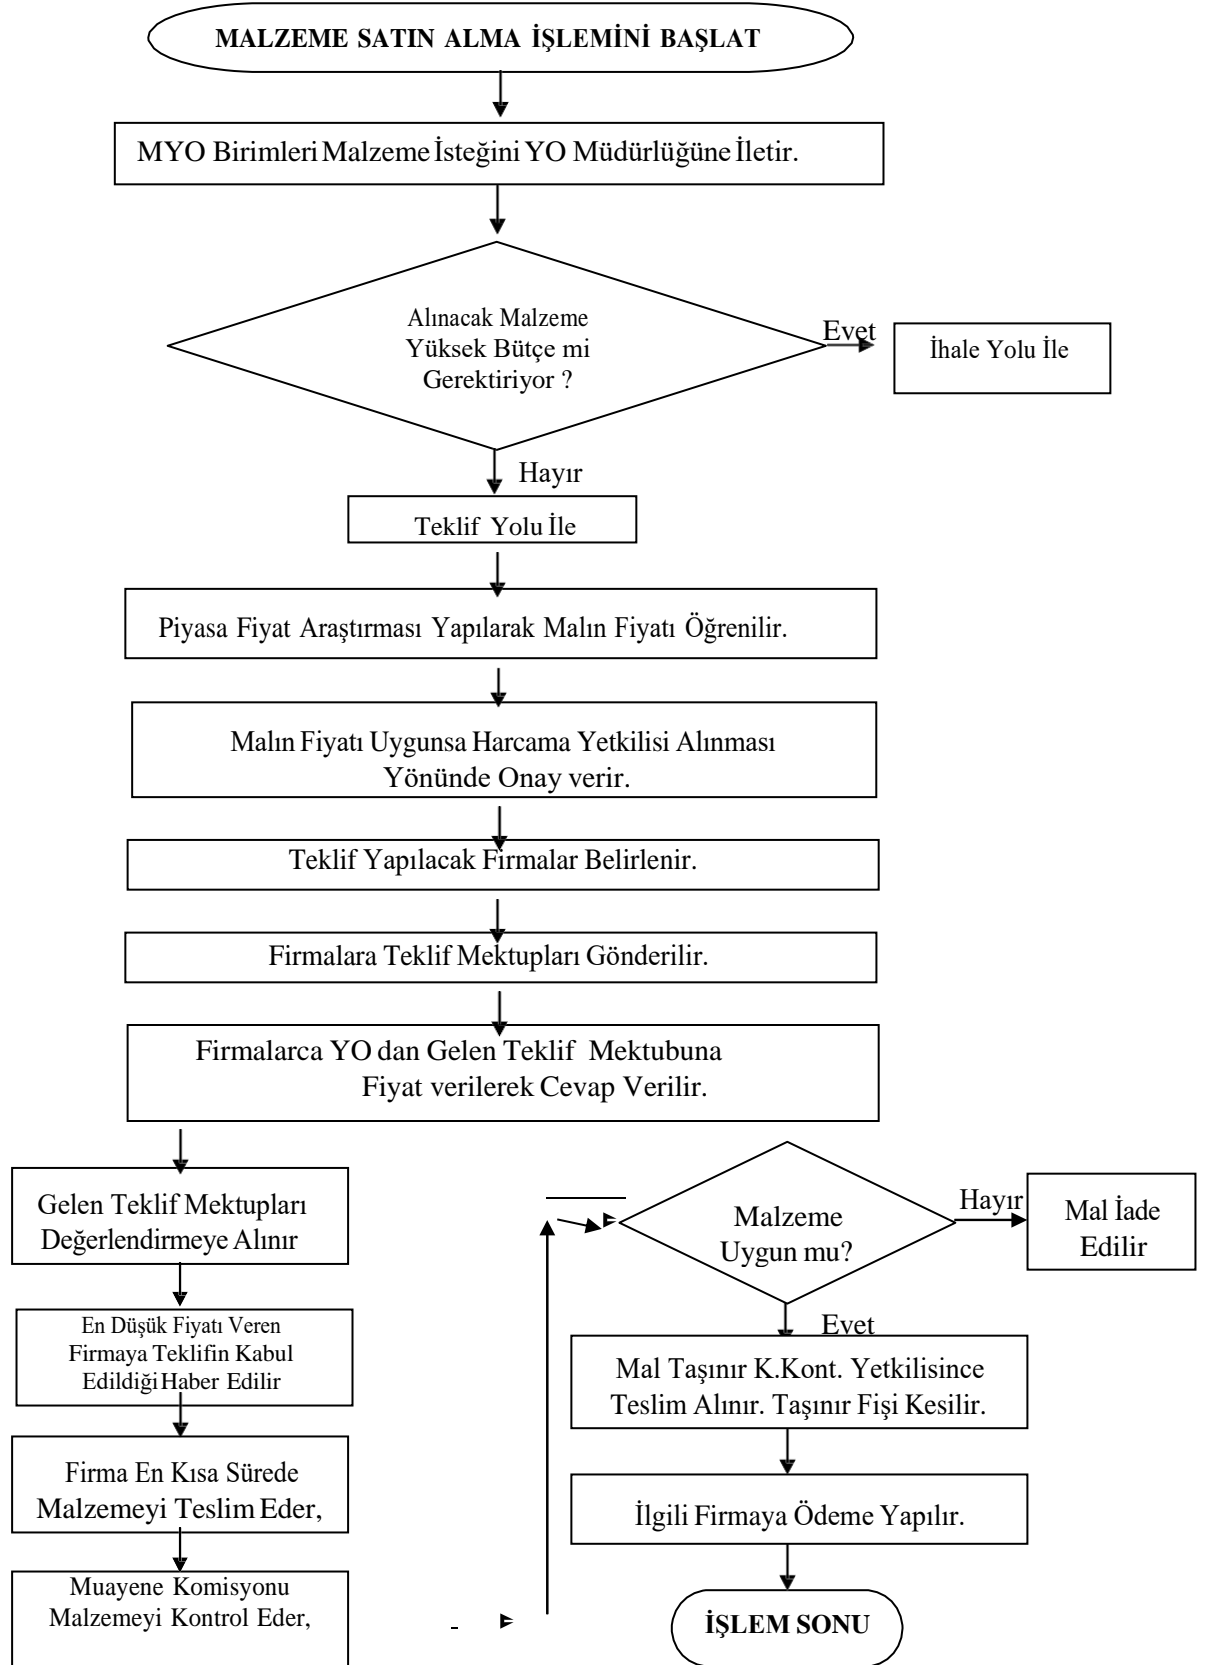 MALZEME SATIN ALMA İŞLEMİNİ BAŞLAT
MYO Birimleri Malzeme İsteğini YO Müdürlüğüne İletir.
Alınacak Malzeme
Yüksek Bütçe mi
Gerektiriyor ?
Evet
İhale Yolu İle
Hayır
Teklif Yolu İle
Piyasa Fiyat Araştırması Yapılarak Malın Fiyatı Öğrenilir.
Malın Fiyatı Uygunsa Harcama Yetkilisi Alınması
Yönünde Onay verir.
Teklif Yapılacak Firmalar Belirlenir.
Firmalara Teklif Mektupları Gönderilir.
Firmalarca YO dan Gelen Teklif Mektubuna
Fiyat verilerek Cevap Verilir.
Gelen Teklif Mektupları
Değerlendirmeye Alınır
En Düşük Fiyatı Veren
Firmaya Teklifin Kabul
Edildiği Haber Edilir
Firma En Kısa Sürede
Malzemeyi Teslim Eder,
Muayene Komisyonu
Malzemeyi Kontrol Eder,
Malzeme
Uygun mu?
Hayır
Mal İade
Edilir
Evet
Mal Taşınır K.Kont. Yetkilisince
Teslim Alınır. Taşınır Fişi Kesilir.
İlgili Firmaya Ödeme Yapılır.
İŞLEM SONU